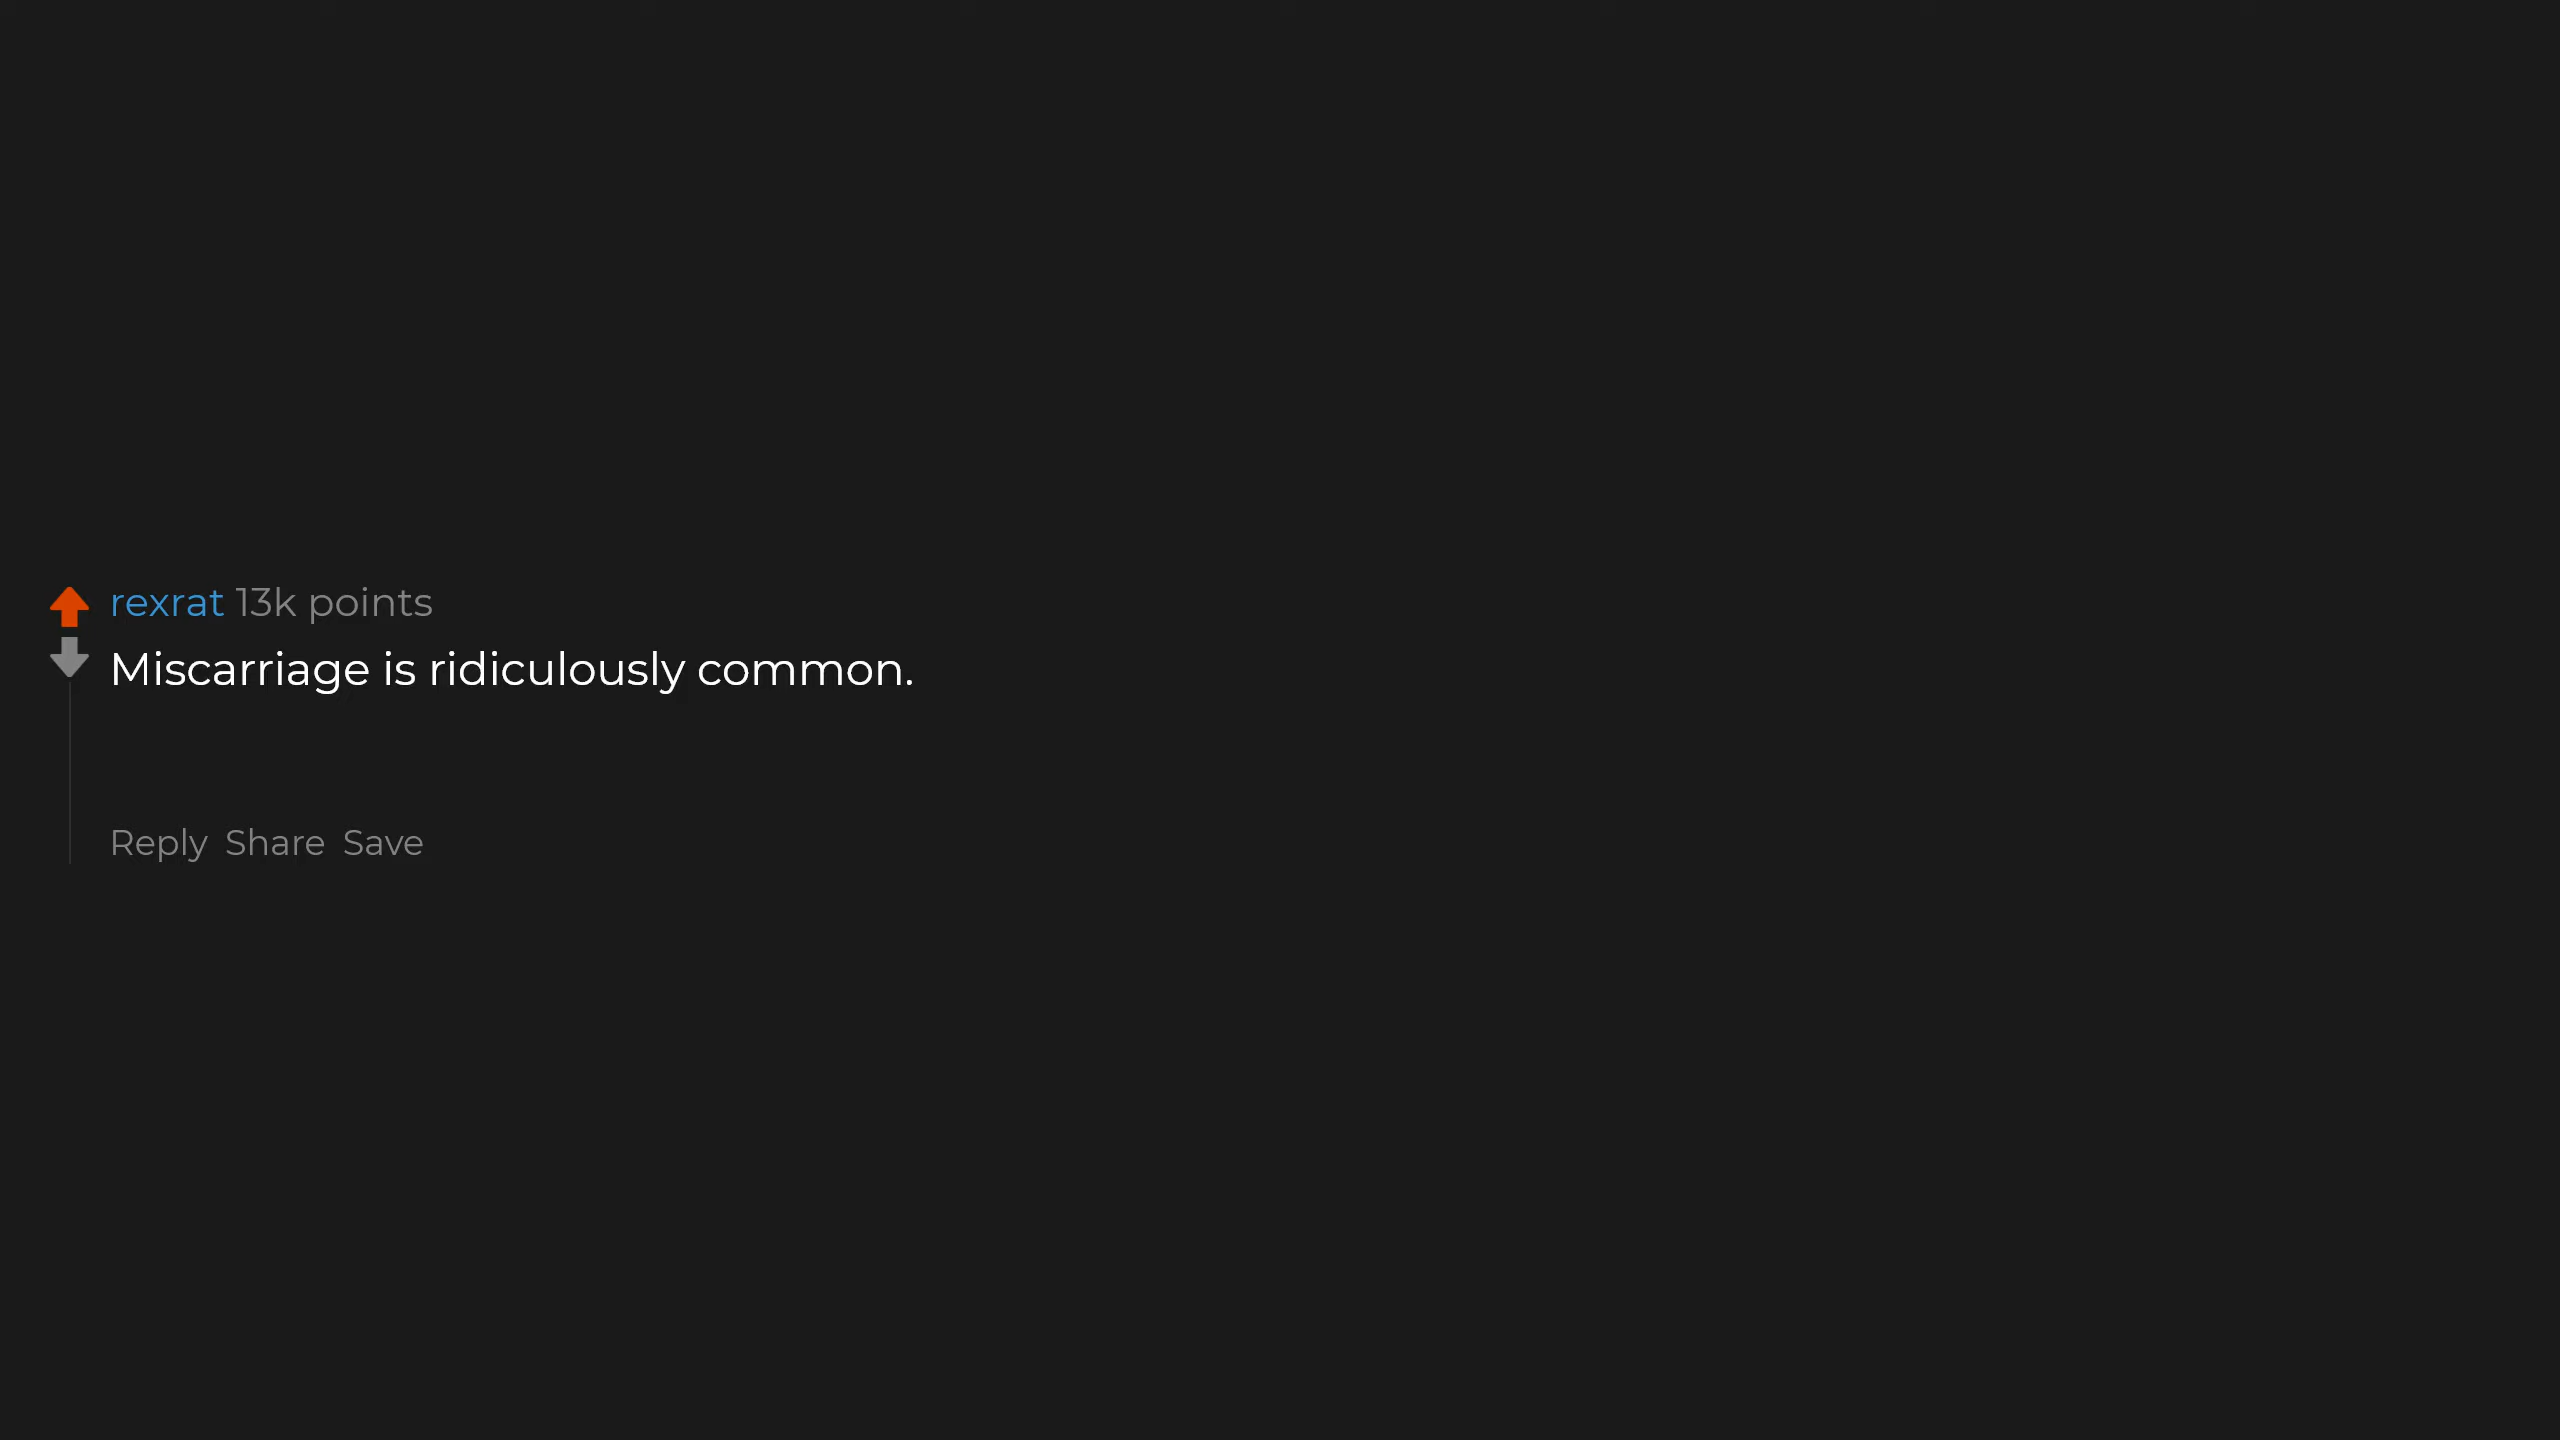 rexrat 13k points
Miscarriage is ridiculously common.
Reply Share Save